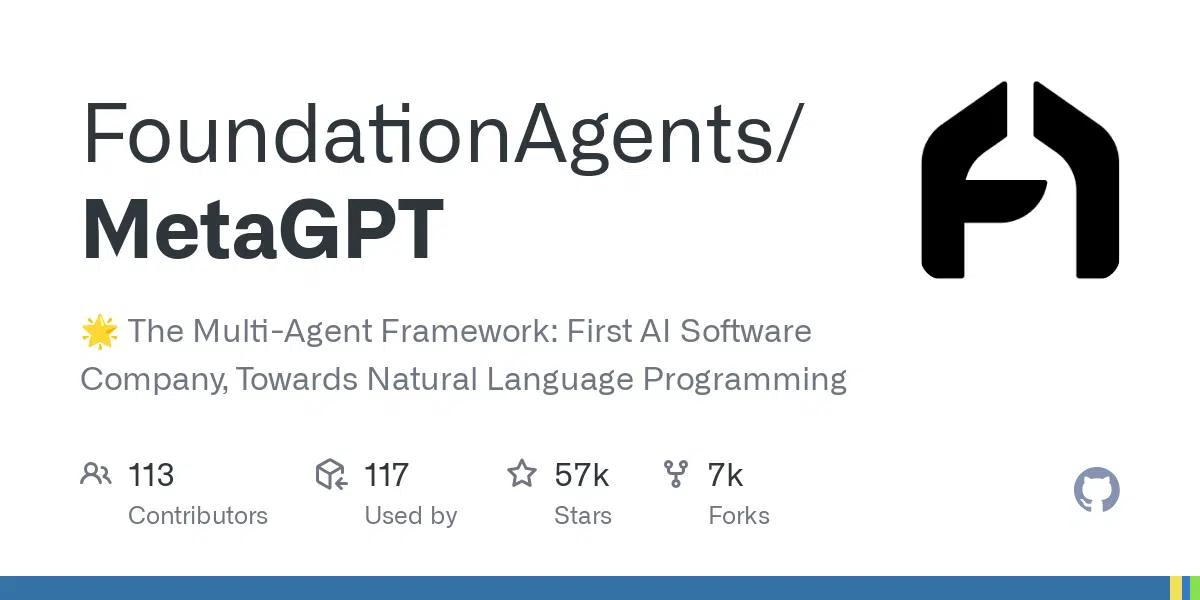 FoundationAgents/
MetaGPT
🌟 The Multi-Agent Framework: First AI Software
Company, Towards Natural Language Programming
113
Contributors
117
Used by
57k
Stars
7k
Forks